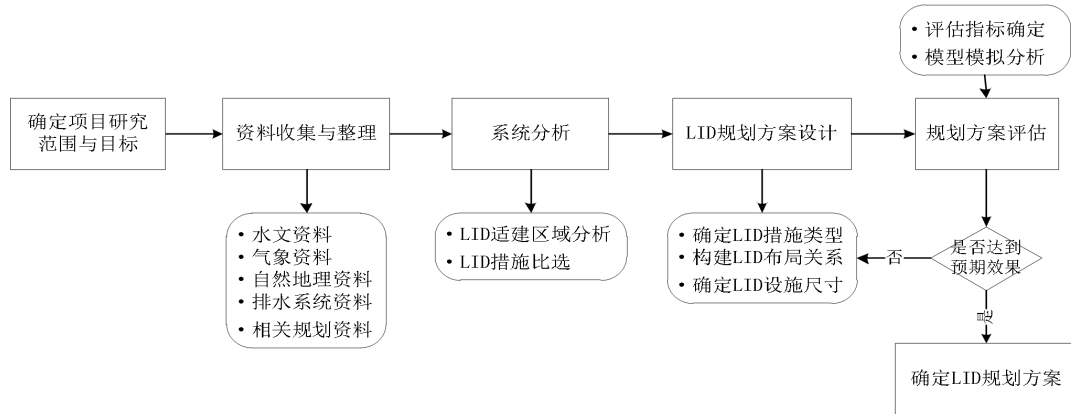 • 评估指标确定
• 模型模拟分析
确定项目研究
范围与目标
资料收集与整理
系统分析
LID规划方案设计
规划方案评估
• 水文资料
• 气象资料
• 自然地理资料
• 排水系统资料
• 相关规划资料
• LID适建区域分析
• LID措施比选
• 确定LID措施类型
• 构建LID布局关系
• 确定LID设施尺寸
否
是否达到
预期效果
是
确定LID规划方案